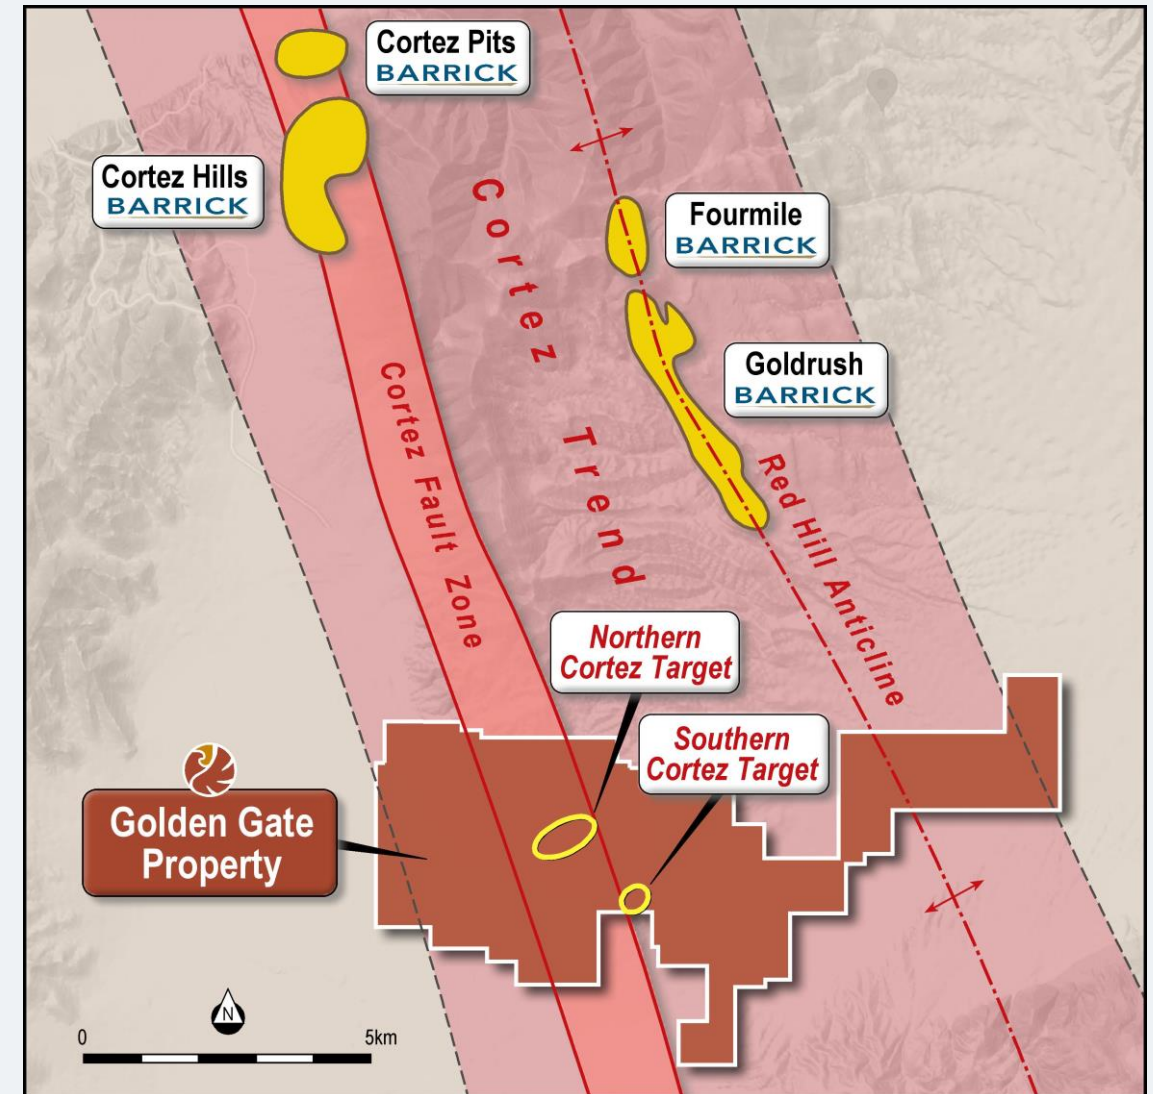 Cortez Pits
BARRICK
Cortez Hills
BARRICK
Fourmile
BARRICK
Goldrush
BARRICK
Cortez Trend
Cortez Fault Zone
Red Hill Anticline
Northern
Cortez Target
Southern
Cortez Target
Golden Gate
Property
N
0
5km